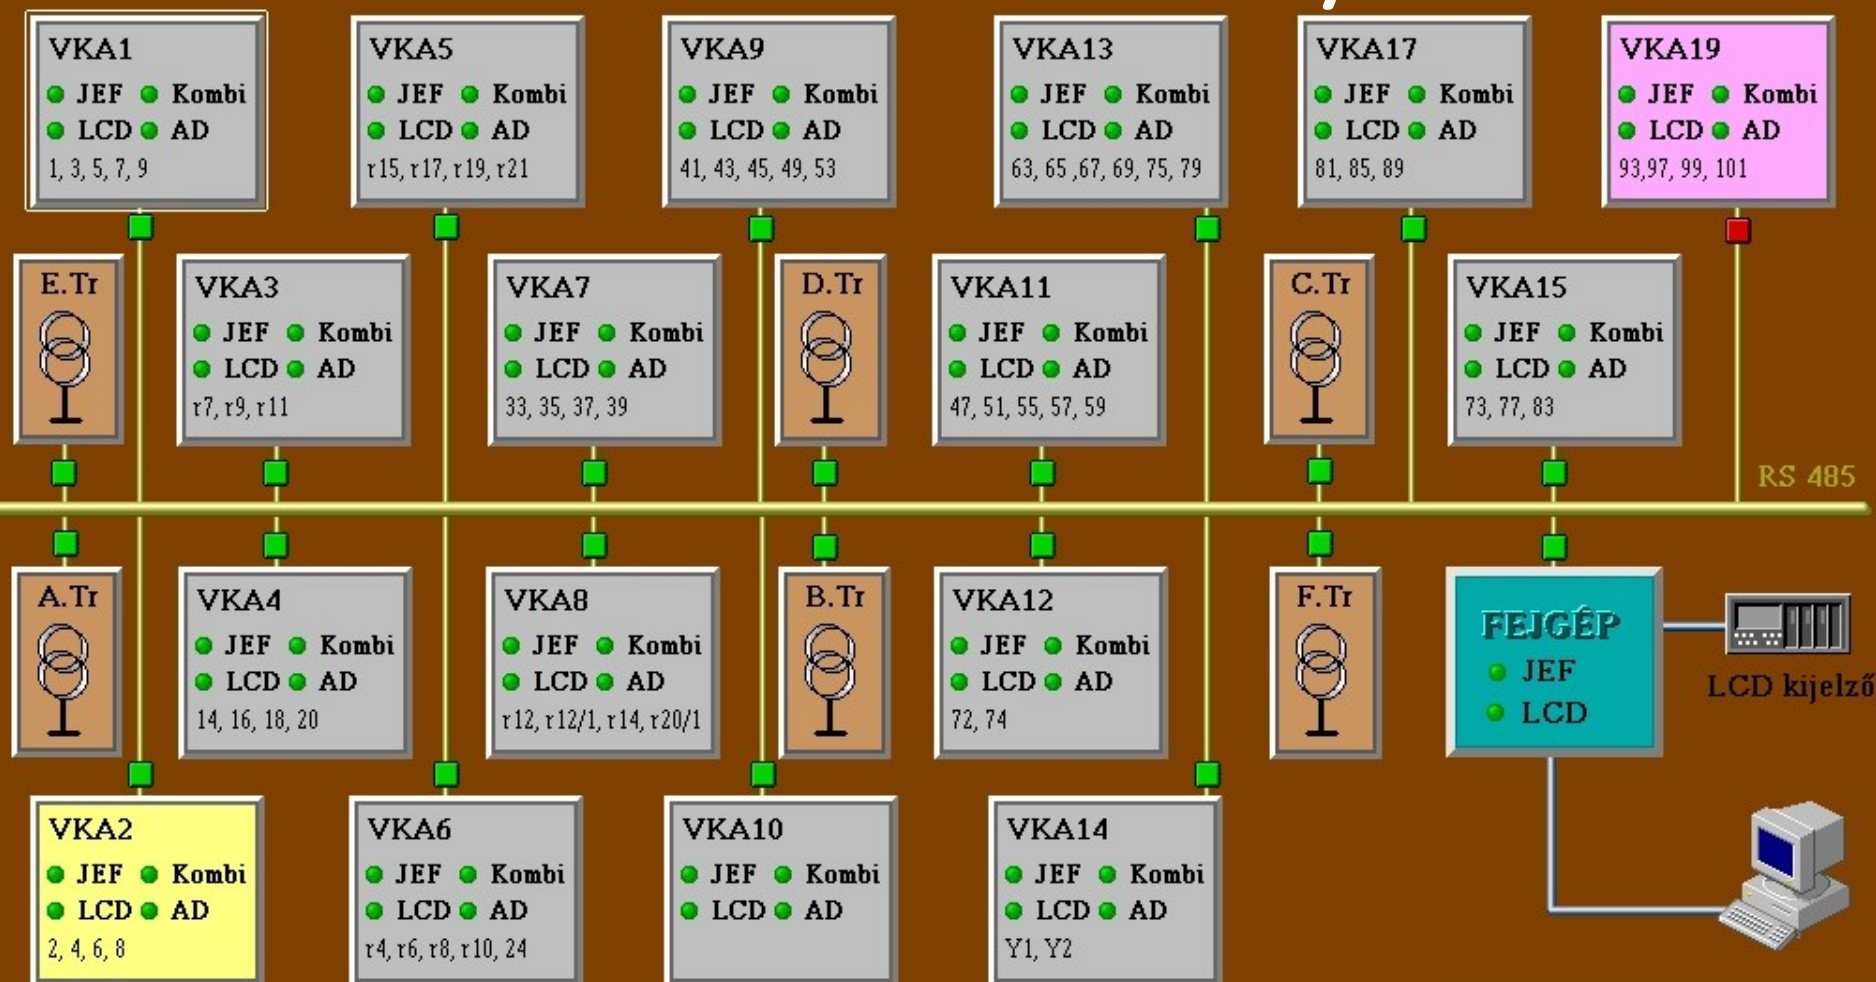 VKA1
JEF Kombi
LCD AD
1, 3, 5, 7, 9
VKA5
JEF Kombi
LCD AD
r15, r17, r19, r21
VKA9
JEF Kombi
LCD AD
41, 43, 45, 49, 53
VKA13
JEF Kombi
LCD AD
63, 65 ,67, 69, 75, 79
VKA17
JEF Kombi
LCD AD
81, 85, 89
VKA19
JEF Kombi
LCD AD
93,97, 99, 101
E.Tr
VKA3
JEF Kombi
LCD AD
r7, r9, r11
VKA7
JEF Kombi
LCD AD
33, 35, 37, 39
D.Tr
VKA11
JEF Kombi
LCD AD
47, 51, 55, 57, 59
C.Tr
VKA15
JEF Kombi
LCD AD
73, 77, 83
RS 485
A.Tr
VKA4
JEF Kombi
LCD AD
14, 16, 18, 20
VKA8
JEF Kombi
LCD AD
r12, r12/1, r14, r20/1
B.Tr
VKA12
JEF Kombi
LCD AD
72, 74
F.Tr
FEJGÉP
JEF
LCD
LCD kijelző
VKA2
JEF Kombi
LCD AD
2, 4, 6, 8
VKA6
JEF Kombi
LCD AD
r4, r6, r8, r10, 24
VKA10
JEF Kombi
LCD AD
VKA14
JEF Kombi
LCD AD
Y1, Y2